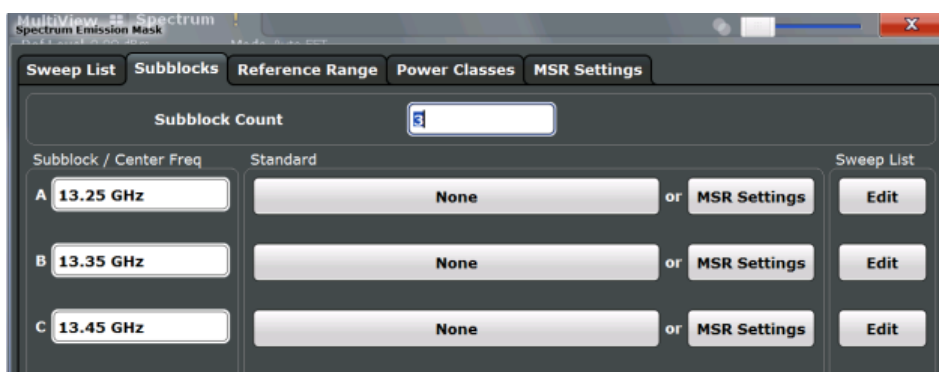 MultiView Spectrum !
Spectrum Emission Mask
X
Sweep List Subblocks Reference Range Power Classes MSR Settings
Subblock Count 3
Subblock / Center Freq Standard Sweep List
A 13.25 GHz None or MSR Settings Edit
B 13.35 GHz None or MSR Settings Edit
C 13.45 GHz None or MSR Settings Edit